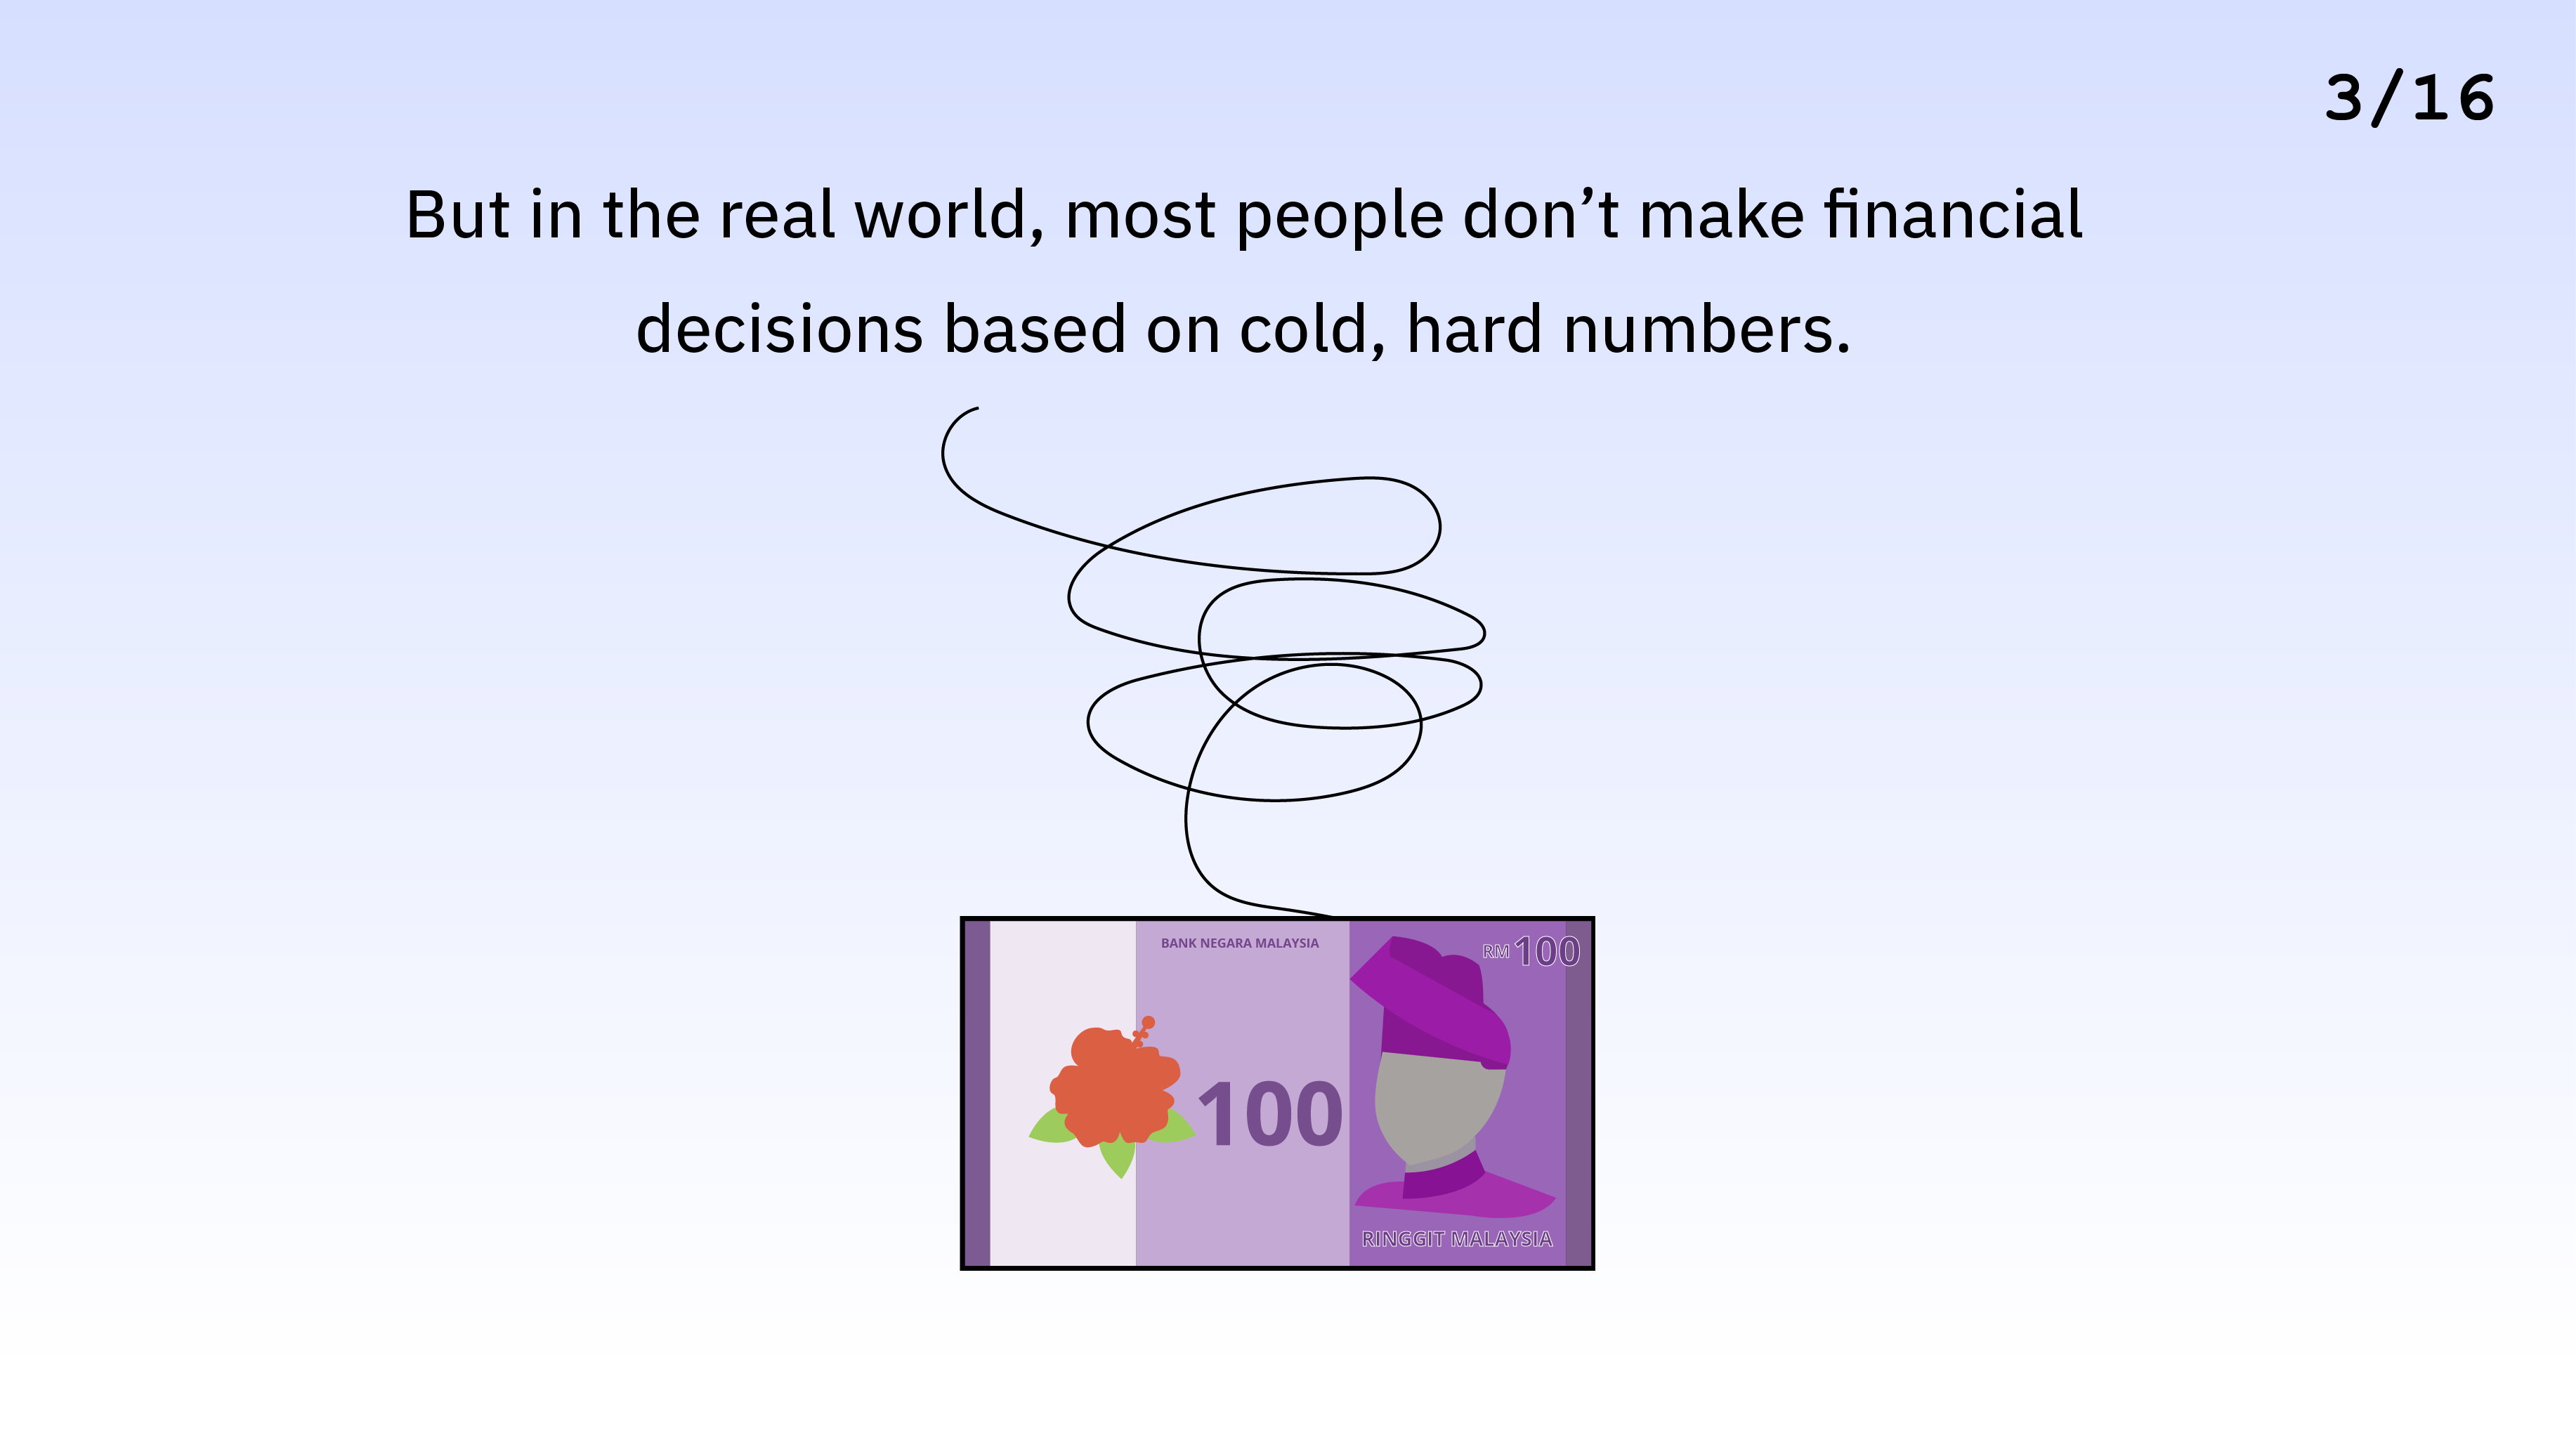 3/16
But in the real world, most people don’t make financial
decisions based on cold, hard numbers.
BANK NEGARA MALAYSIA
RM 100
100
RINGGIT MALAYSIA